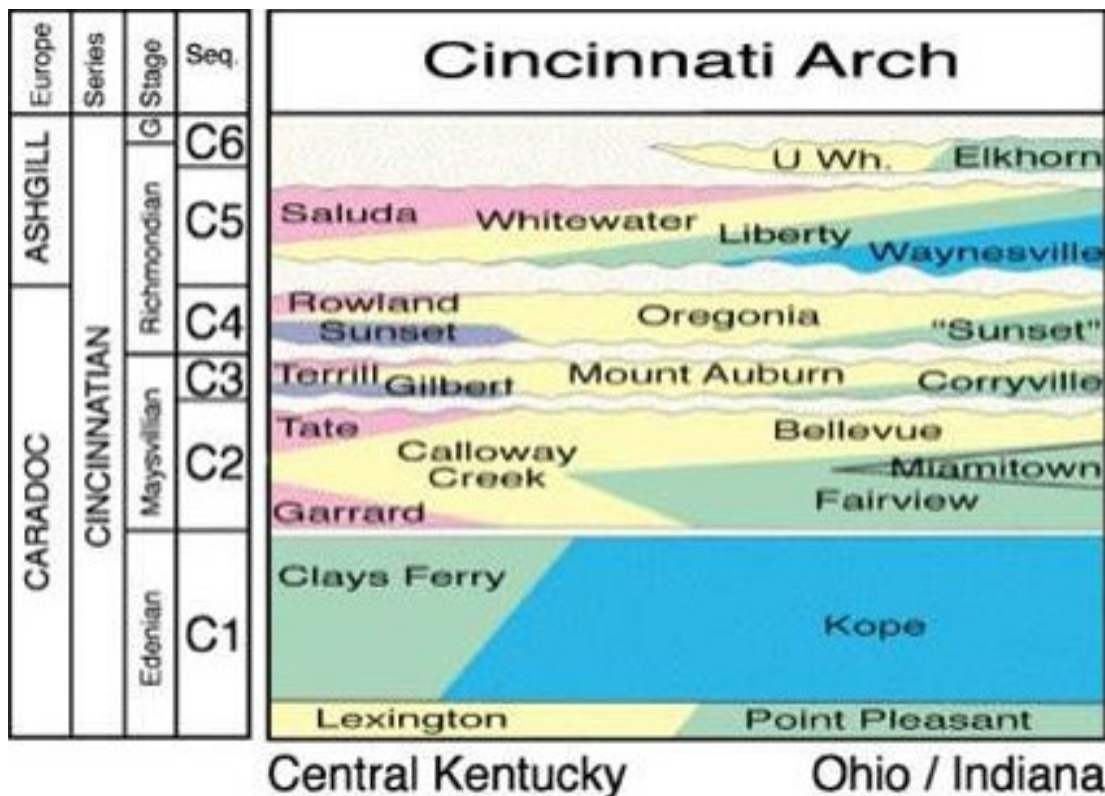 Europe
Series
Stage
Seq.
Cincinnati Arch
ASHGILL
CARADOC
CINCINNATIAN
G
Richmondian
Maysvillian
Edenian
C6
U Wh. Elkhorn
C5
Saluda Whitewater Liberty Waynesville
C4
Rowland Oregonia "Sunset"
Sunset
C3
Terrill Gilbert Mount Auburn Corryville
C2
Tate Bellevue
Calloway Creek Miamitown
Garrard Fairview
C1
Clays Ferry
Kope
Lexington Point Pleasant
Central Kentucky Ohio / Indiana